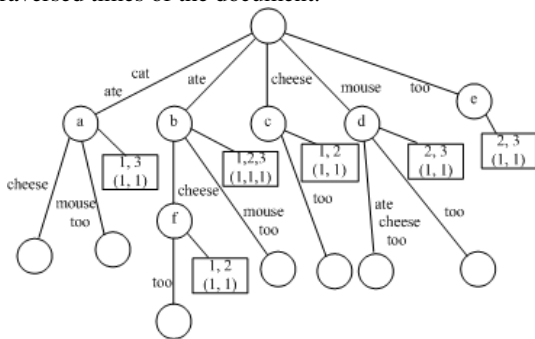 raversed times of the document.
cat
ate
ate
cheese
mouse
too
a
b
c
d
e
1, 3
(1, 1)
1,2,3
(1,1,1)
1, 2
(1, 1)
2, 3
(1, 1)
2, 3
(1, 1)
cheese
mouse
too
cheese
mouse
too
too
ate
cheese
too
too
f
1, 2
(1, 1)
too